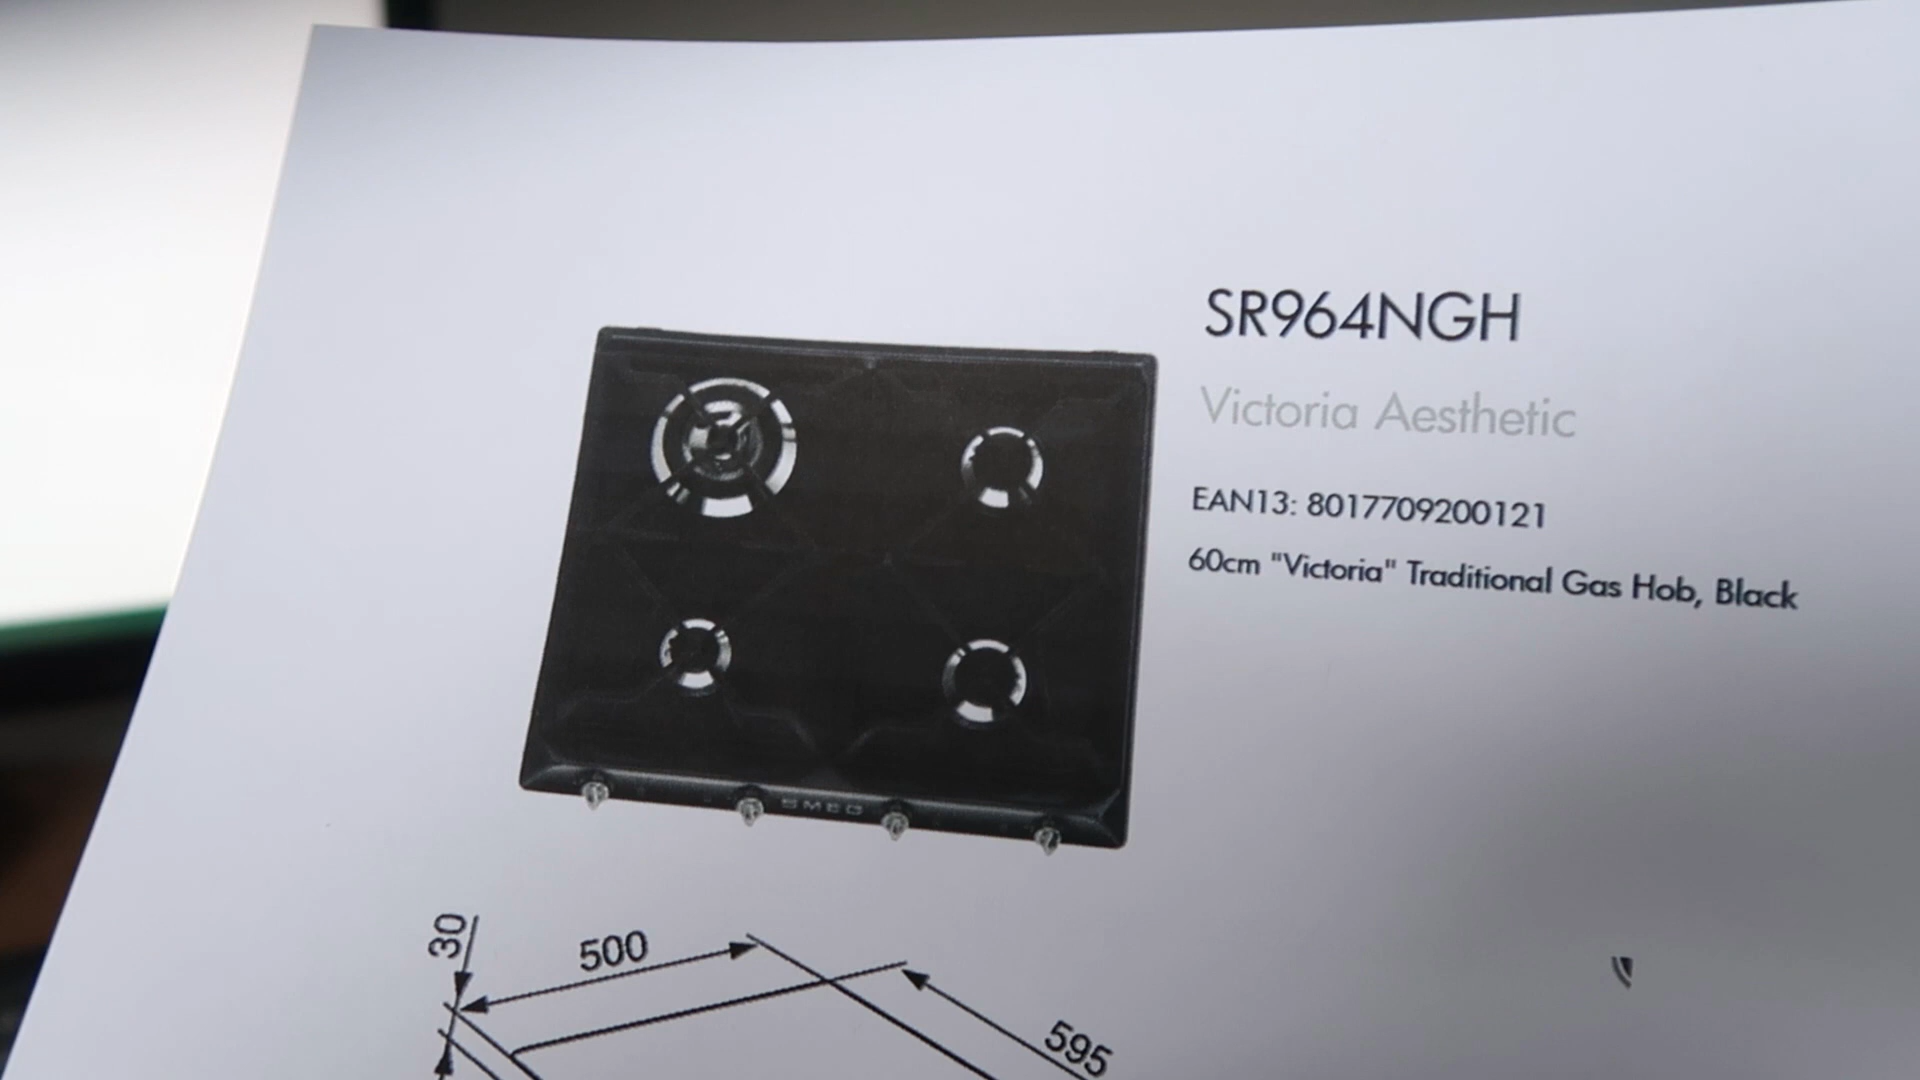 SR964NGH
Victoria Aesthetic
EAN13: 8017709200121
60cm "Victoria" Traditional Gas Hob, Black
SMEG
30
500
595